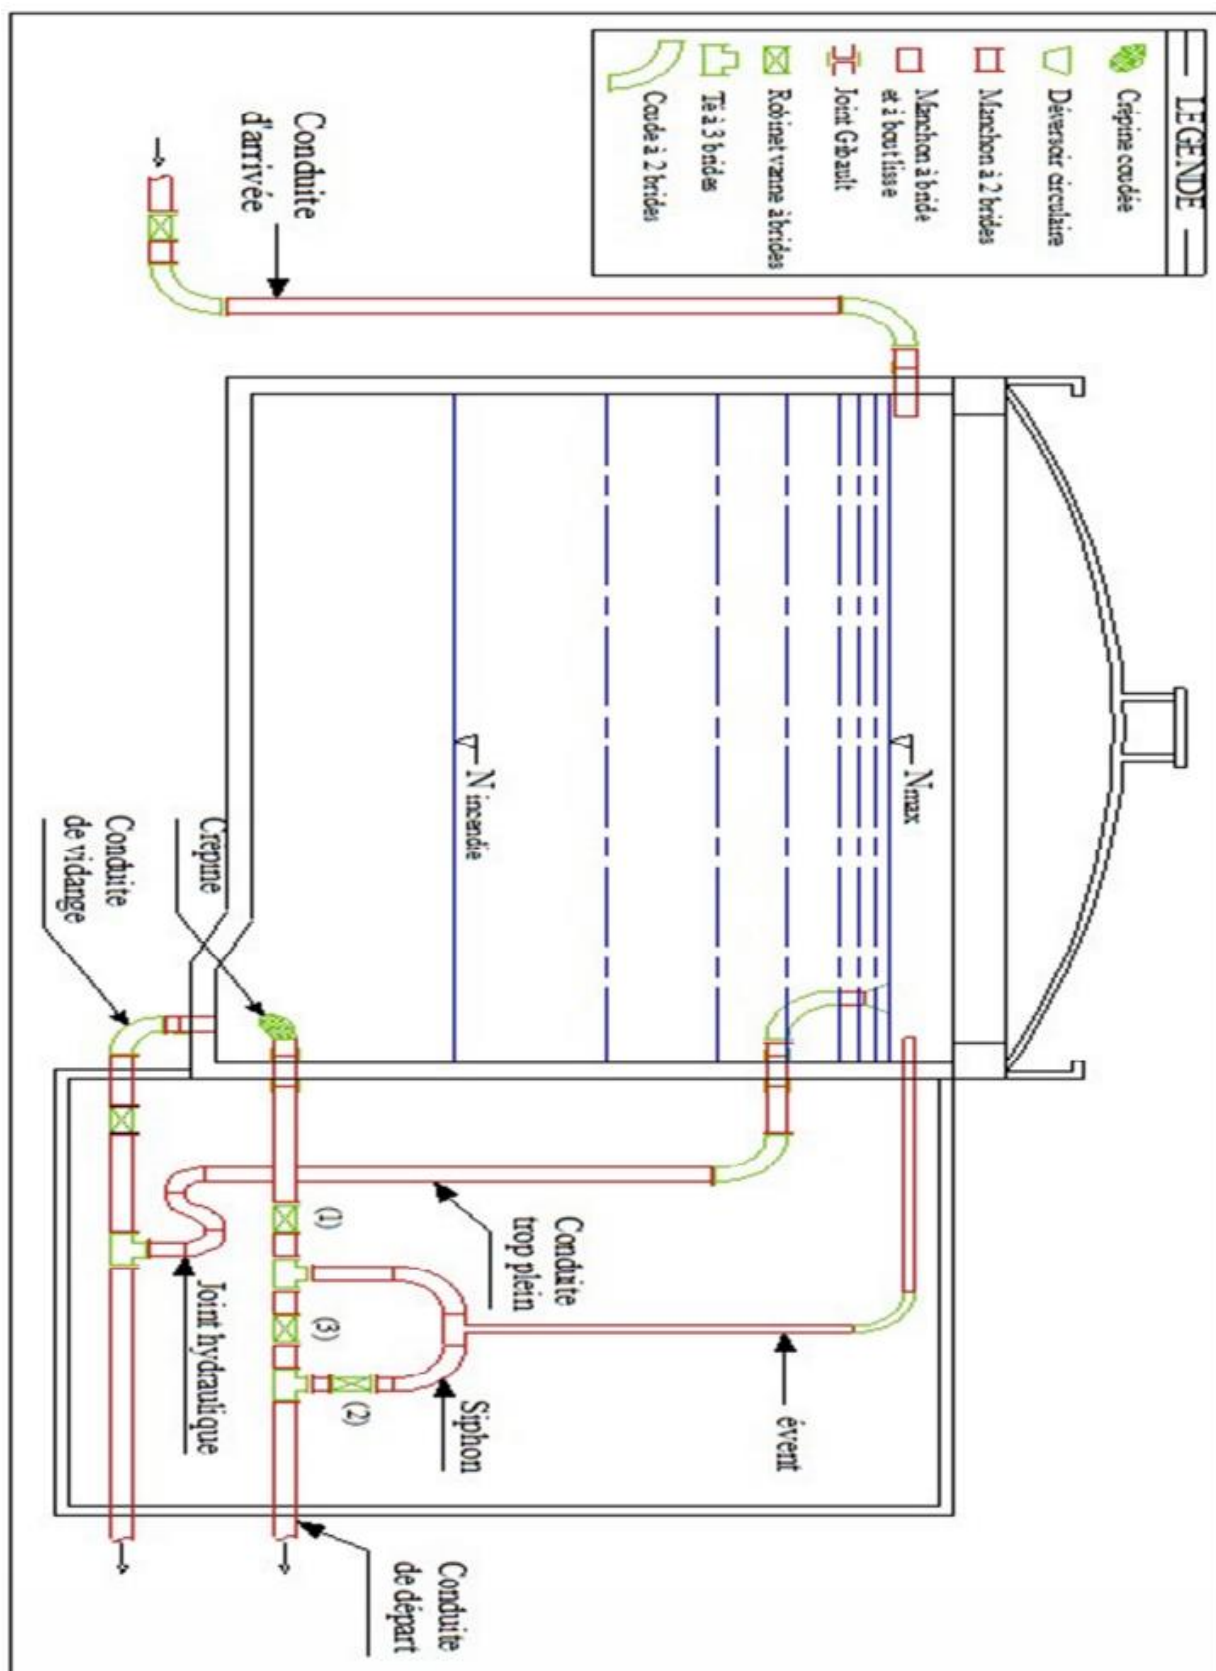 LEGENDE
Crépine coudée
Déversoir circulaire
Manchon à 2 brides
Manchon à bride
et à bout lisse
Joint Gibault
Robinet vanne à brides
Té à 3 brides
Coude à 2 brides
Conduite
d'arrivée
Nmax
N incendie
Crépine
Conduite
de vidange
évent
Conduite
trop plein
Siphon
(1)
(3)
(2)
Joint hydraulique
Conduite
de départ